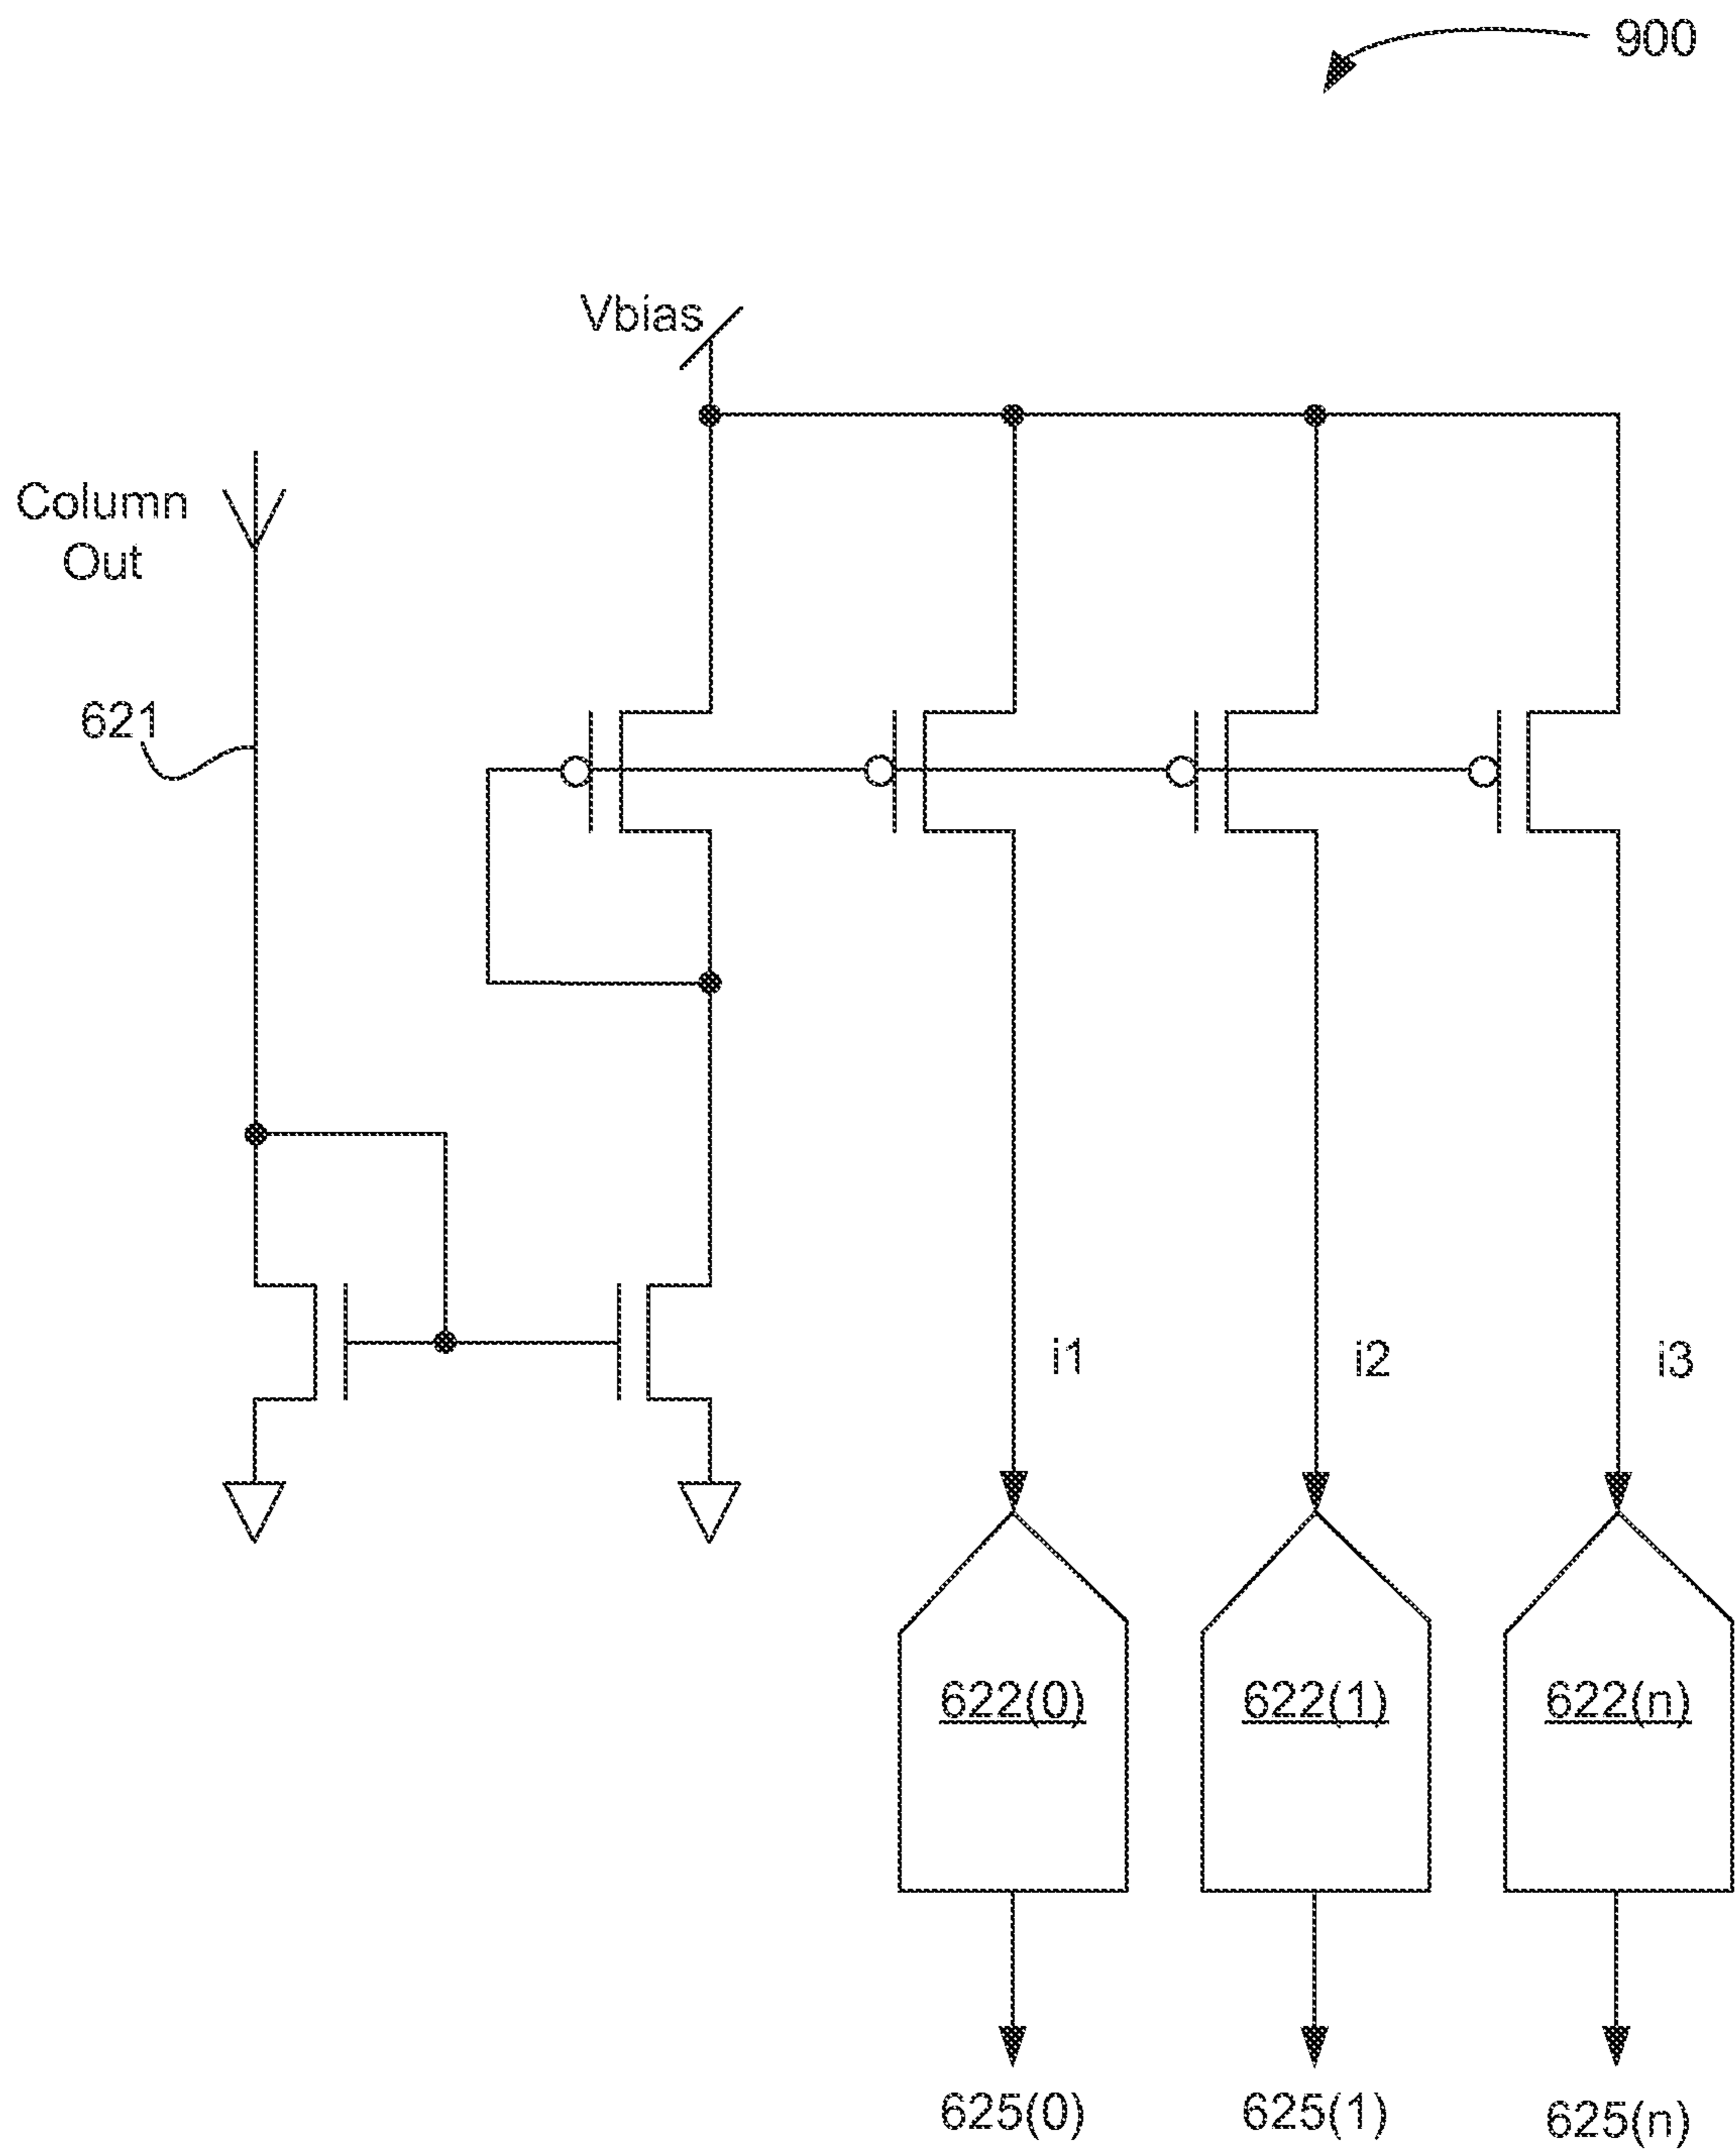 900
Vbias
Column
Out
621
i1
i2
i3
622(0)
622(1)
622(n)
625(0)
625(1)
625(n)